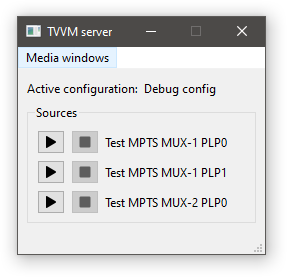 TVVM server
Media windows
Active configuration: Debug config
Sources
Test MPTS MUX-1 PLP0
Test MPTS MUX-1 PLP1
Test MPTS MUX-2 PLP0